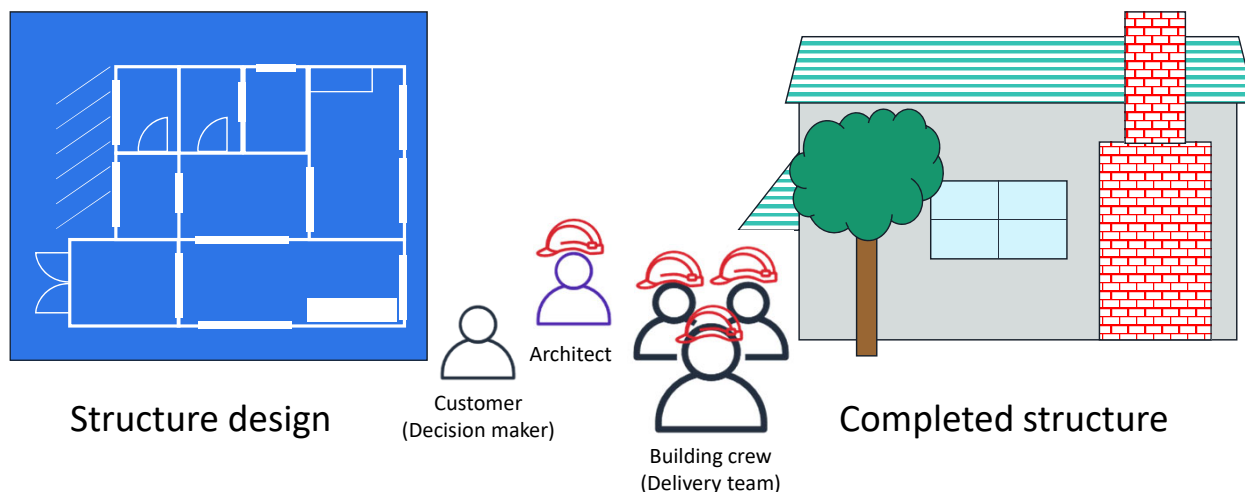 Structure design
Customer
(Decision maker)
Architect
Building crew
(Delivery team)
Completed structure